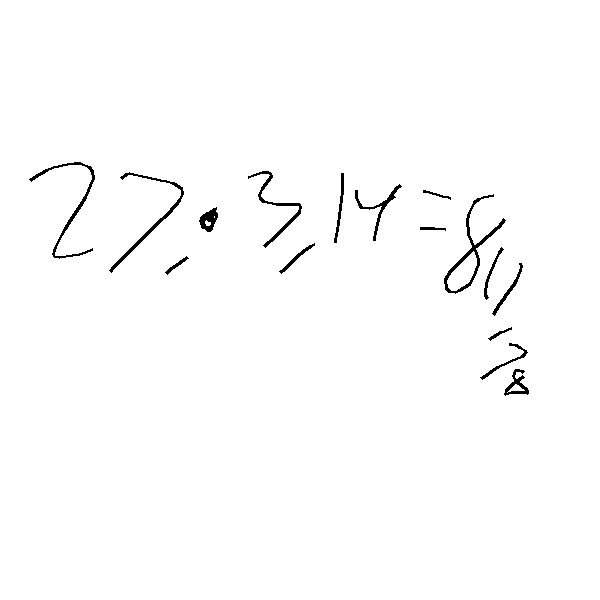 27, · 3,14 = 84,78